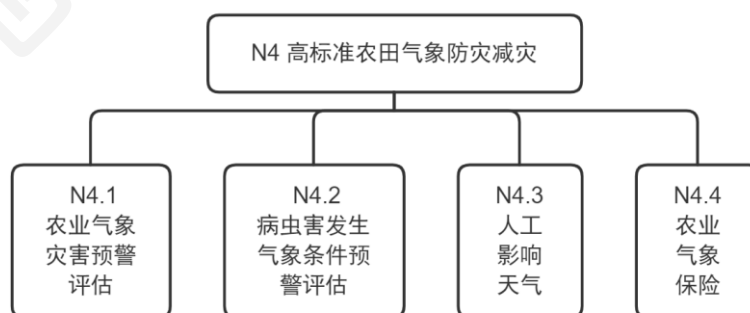 N4 高标准农田气象防灾减灾
N4.1
农业气象
灾害预警
评估
N4.2
病虫害发生
气象条件预
警评估
N4.3
人工
影响
天气
N4.4
农业
气象
保险